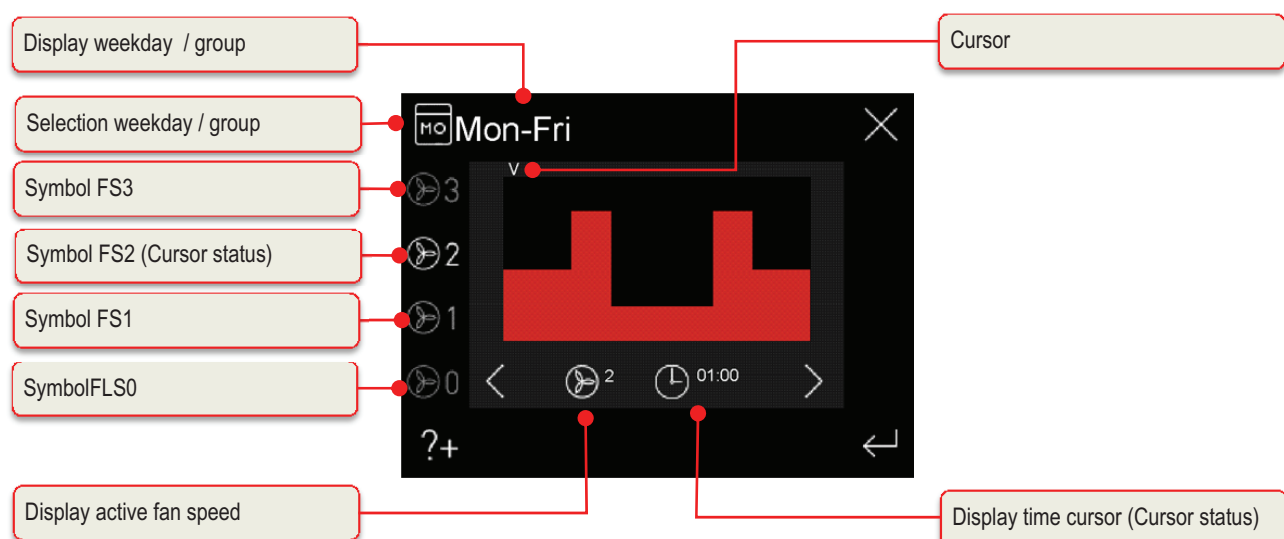 Display weekday / group
Cursor
Selection weekday / group
MO Mon-Fri
Symbol FS3
V
3
Symbol FS2 (Cursor status)
2
Symbol FS1
1
SymbolFLS0
0
2
01:00
?+
Display active fan speed
Display time cursor (Cursor status)